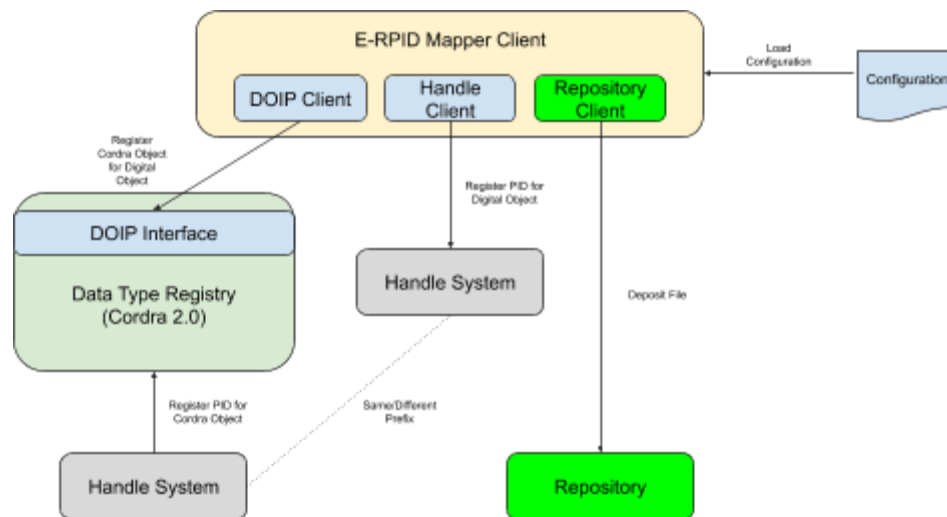 E-RPID Mapper Client
Load
Configuration
Configuration
DOIP Client
Handle
Client
Repository
Client
Register
Cordra Object
for Digital
Object
Register PID for
Digital Object
DOIP Interface
Handle System
Data Type Registry
(Cordra 2.0)
Deposit File
Register PID for
Cordra Object
Same/Different
Prefix
Handle System
Repository